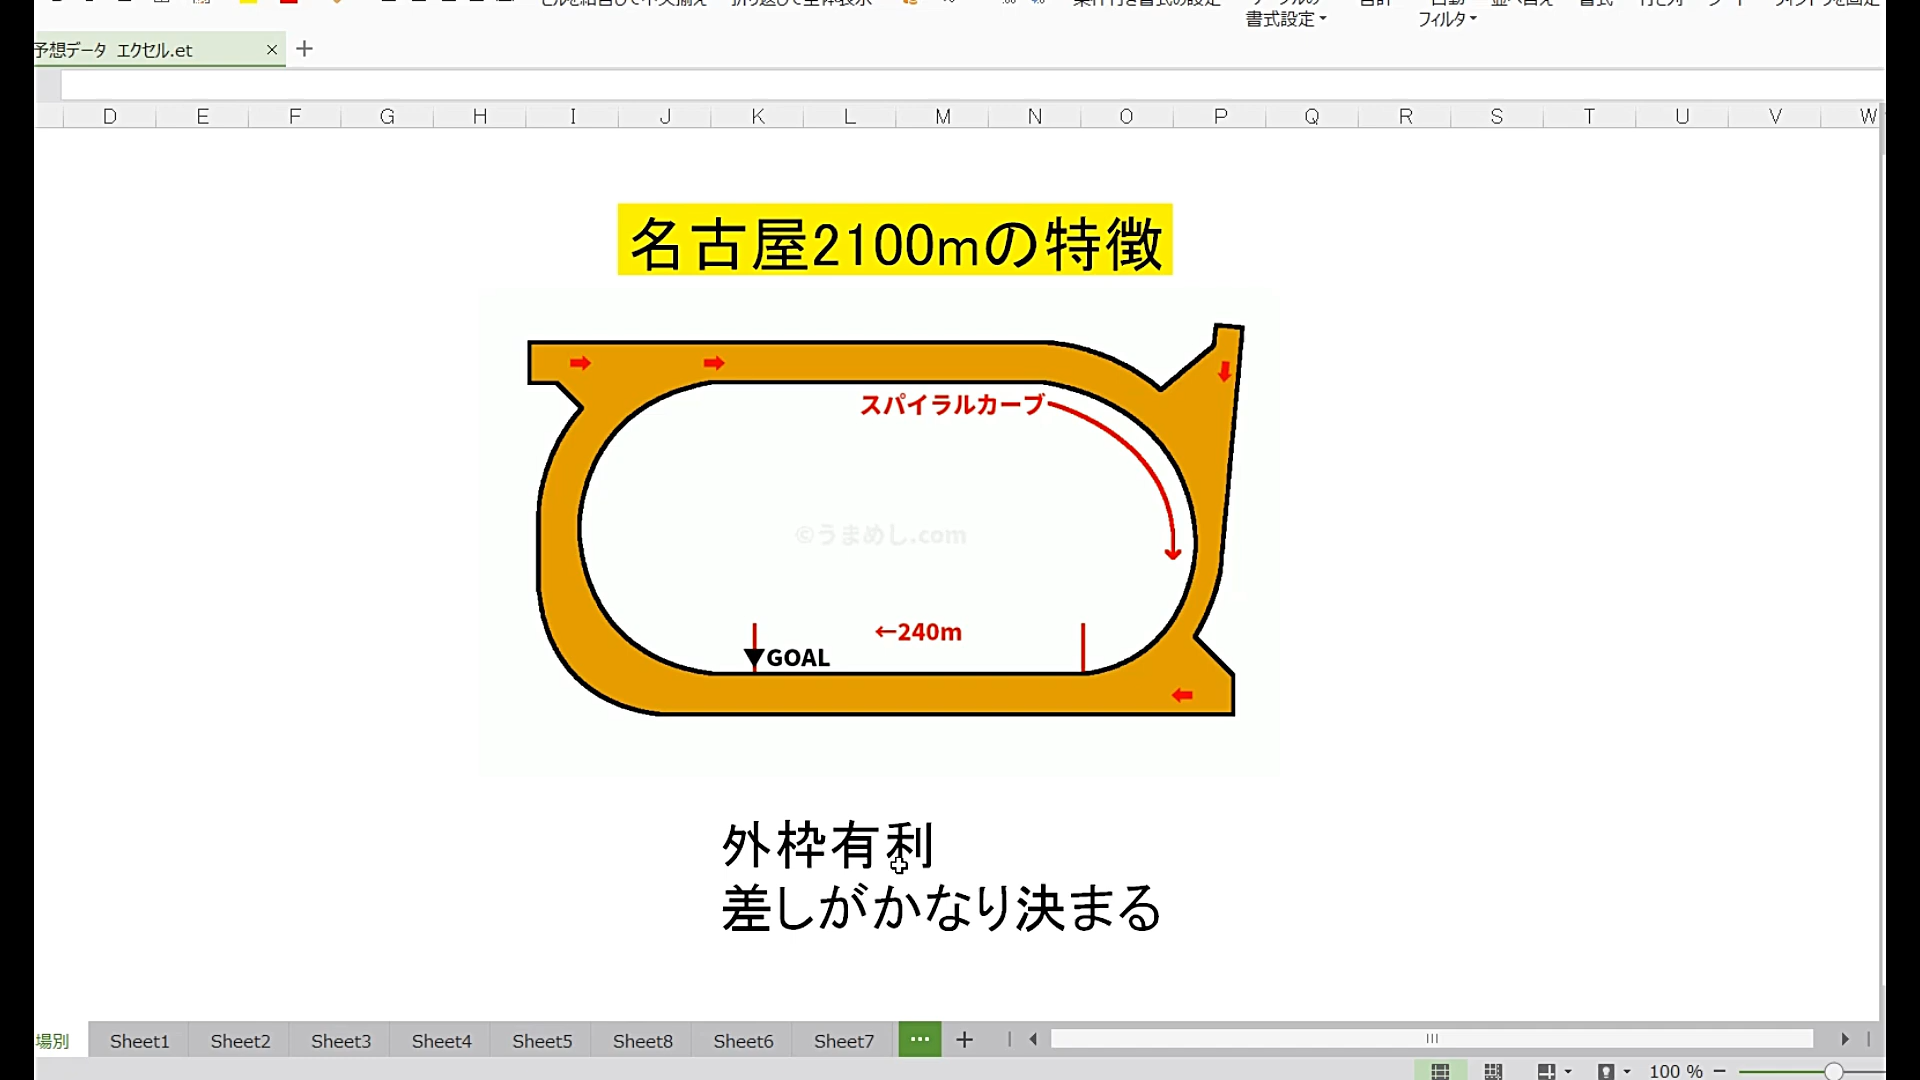 書式設定
フィルタ
予想データ エクセル.et
D E F G H I J K L M N O P Q R S T U V W
名古屋2100mの特徴
スパイラルカーブ
©うまめし.com
←240m
GOAL
外枠有利
差しがかなり決まる
場別 Sheet1 Sheet2 Sheet3 Sheet4 Sheet5 Sheet8 Sheet6 Sheet7 ...
100 %